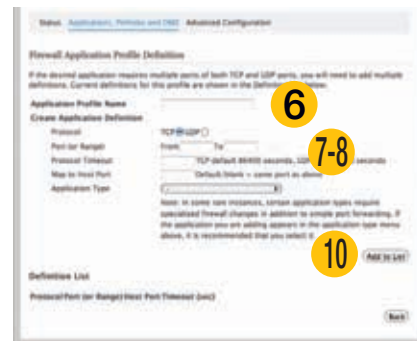 Status Applications, Pinholes and DMZ Advanced Configuration
Firewall Application Profile Definition
If the desired application requires multiple ports of both TCP and UDP ports, you will need to add multiple
definitions. Current definitions for this profile are shown in the Definition below.
Application Profile Name
6
Create Application Definition
Protocol TCP UDP
Port (or Range) From To
7-8
Protocol Timeout TCP default 86400 seconds, UDP seconds
Map to Host Port Default/blank = same port as above
Application Type
Note: In some rare instances, certain application types require
specialized firewall changes in addition to simple port forwarding. If
the application you are adding appears in the application type menu
above, it is recommended that you select it
10
Add to List
Definition List
Protocol Port (or Range) Host Port Timeout (sec)
Back